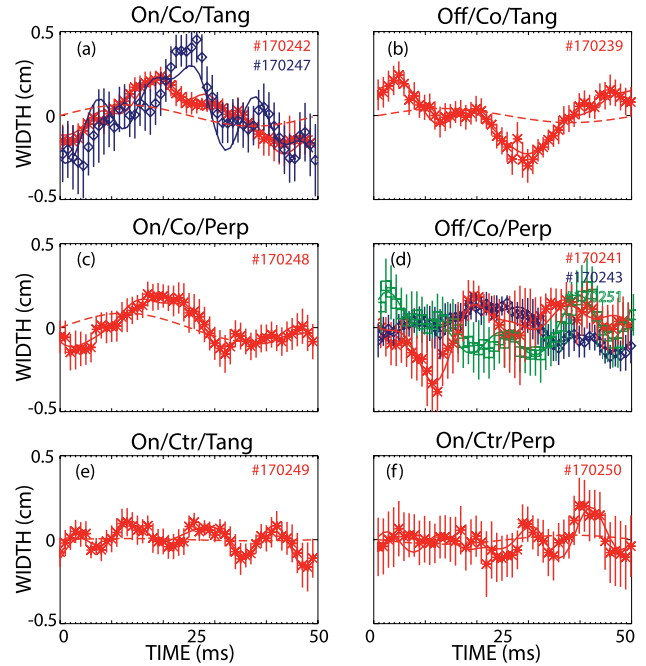 On/Co/Tang
Off/Co/Tang
0.5
(a)
#170242
#170247
(b)
#170239
WIDTH (cm)
0
-0.5
On/Co/Perp
Off/Co/Perp
0.5
(c)
#170248
(d)
#170241
#170243
#170251
WIDTH (cm)
0
-0.5
On/Ctr/Tang
On/Ctr/Perp
0.5
(e)
#170249
(f)
#170250
WIDTH (cm)
0
-0.5
0
25
50
0
25
50
TIME (ms)
TIME (ms)